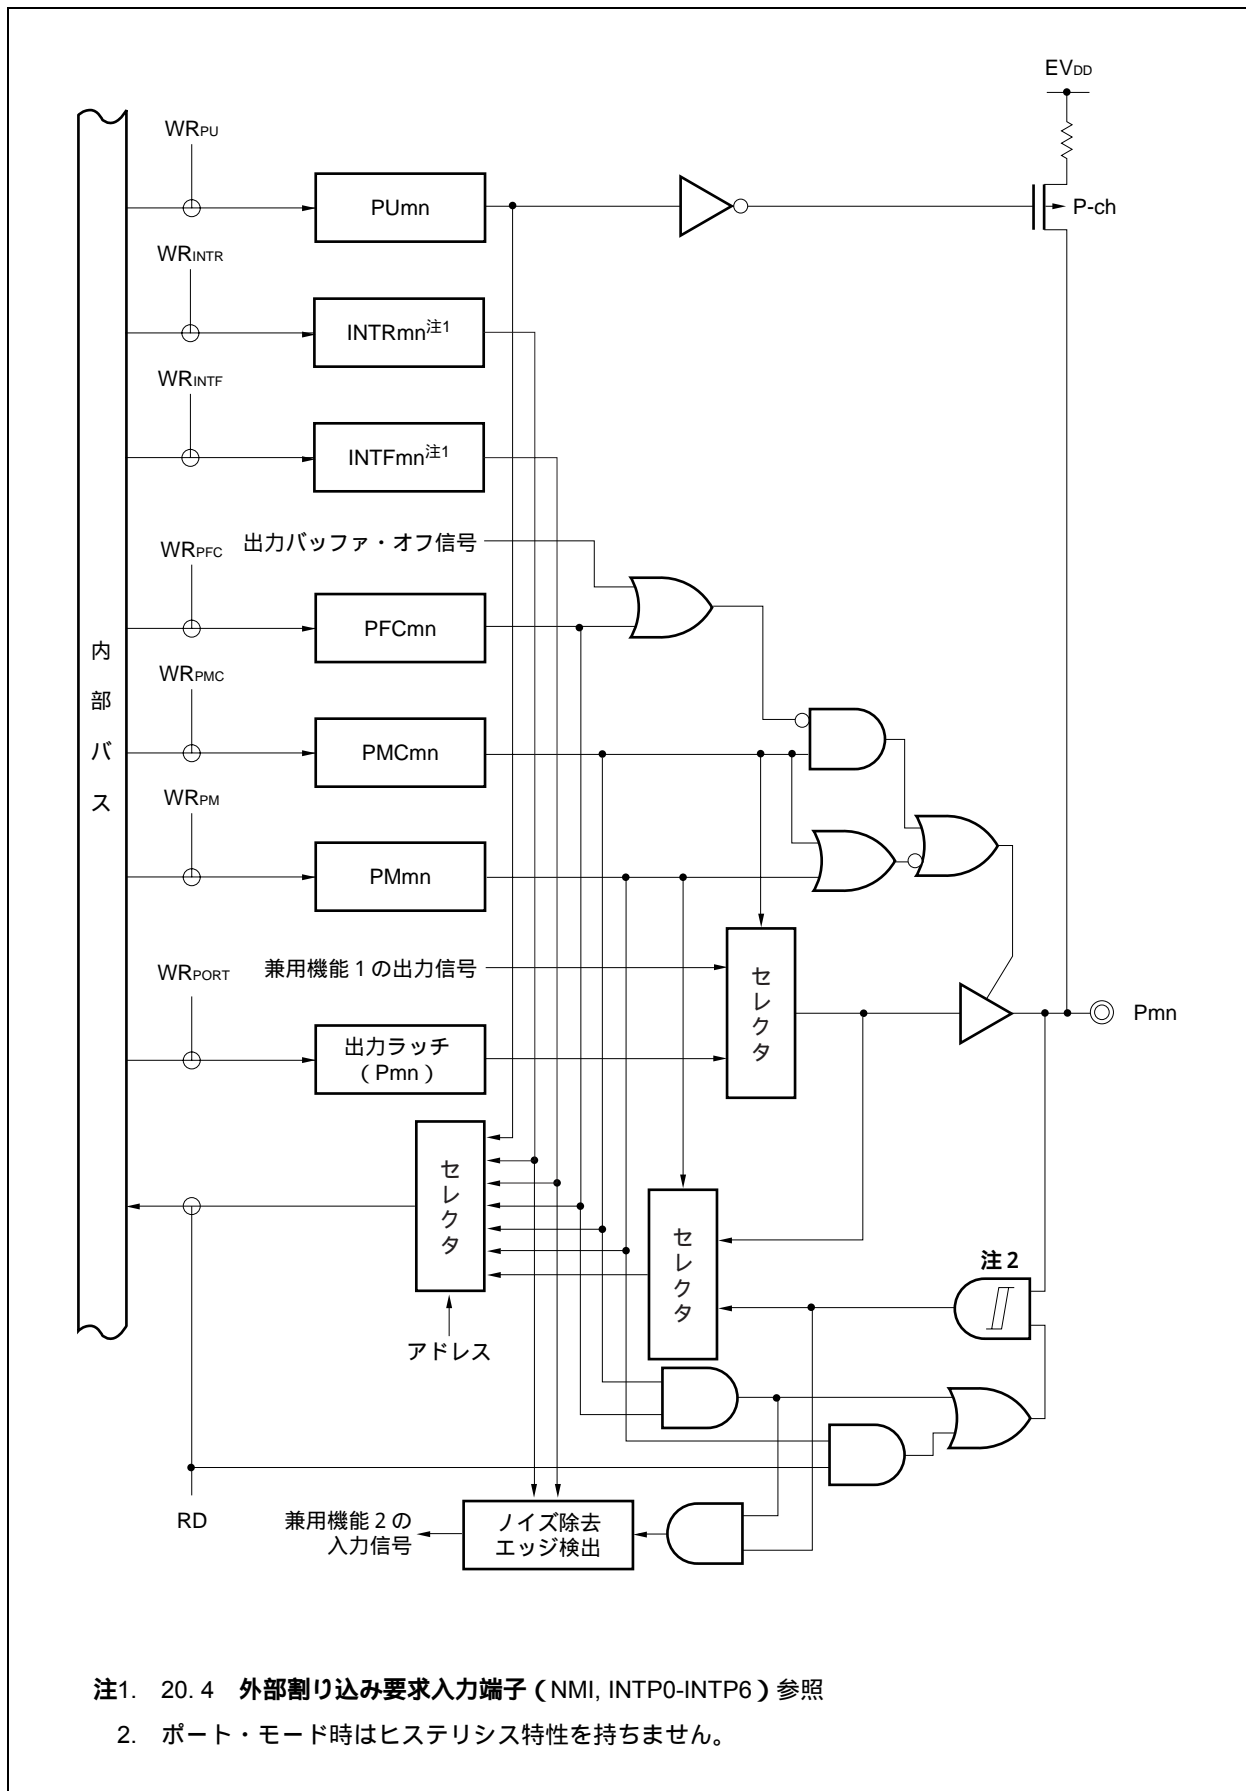 EVDD
WRPU
PUmn
P-ch
WRINTR
INTRmn注1
WRINTF
INTFmn注1
出力バッファ・オフ信号
WRPFC
PFCmn
内部バス
WRPMC
PMCmn
WRPM
PMmn
兼用機能1の出力信号
WRPORT
セレクタ
Pmn
出力ラッチ
(Pmn)
セレクタ
セレクタ
注2
アドレス
RD
兼用機能2の
入力信号
ノイズ除去
エッジ検出
注1. 20.4 外部割り込み要求入力端子(NMI, INTP0-INTP6)参照
2. ポート・モード時はヒステリシス特性を持ちません。